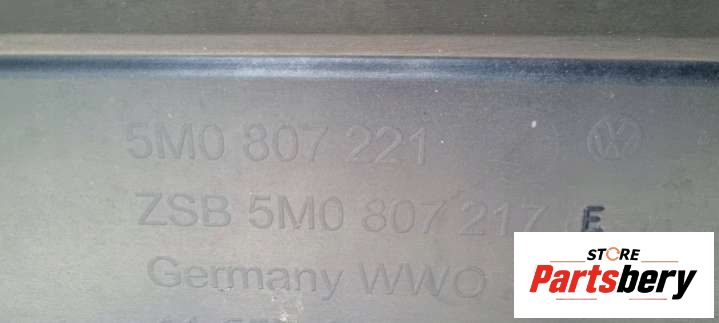 5M0 807 221
ZSB 5M0 807 217 E
Germany WWO
STORE
Partsbery